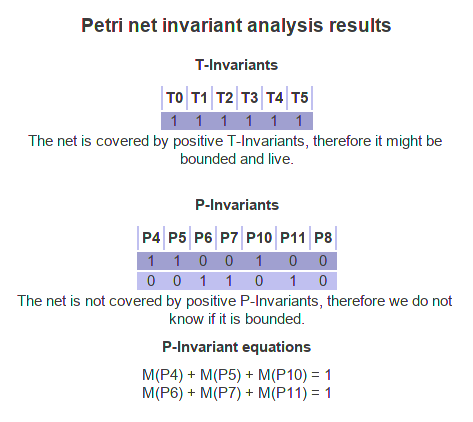 Petri net invariant analysis results
T-Invariants
T0 T1 T2 T3 T4 T5
1 1 1 1 1 1
The net is covered by positive T-Invariants, therefore it might be
bounded and live.
P-Invariants
P4 P5 P6 P7 P10 P11 P8
1 1 0 0 1 0 0
0 0 1 1 0 1 0
The net is not covered by positive P-Invariants, therefore we do not
know if it is bounded.
P-Invariant equations
M(P4) + M(P5) + M(P10) = 1
M(P6) + M(P7) + M(P11) = 1